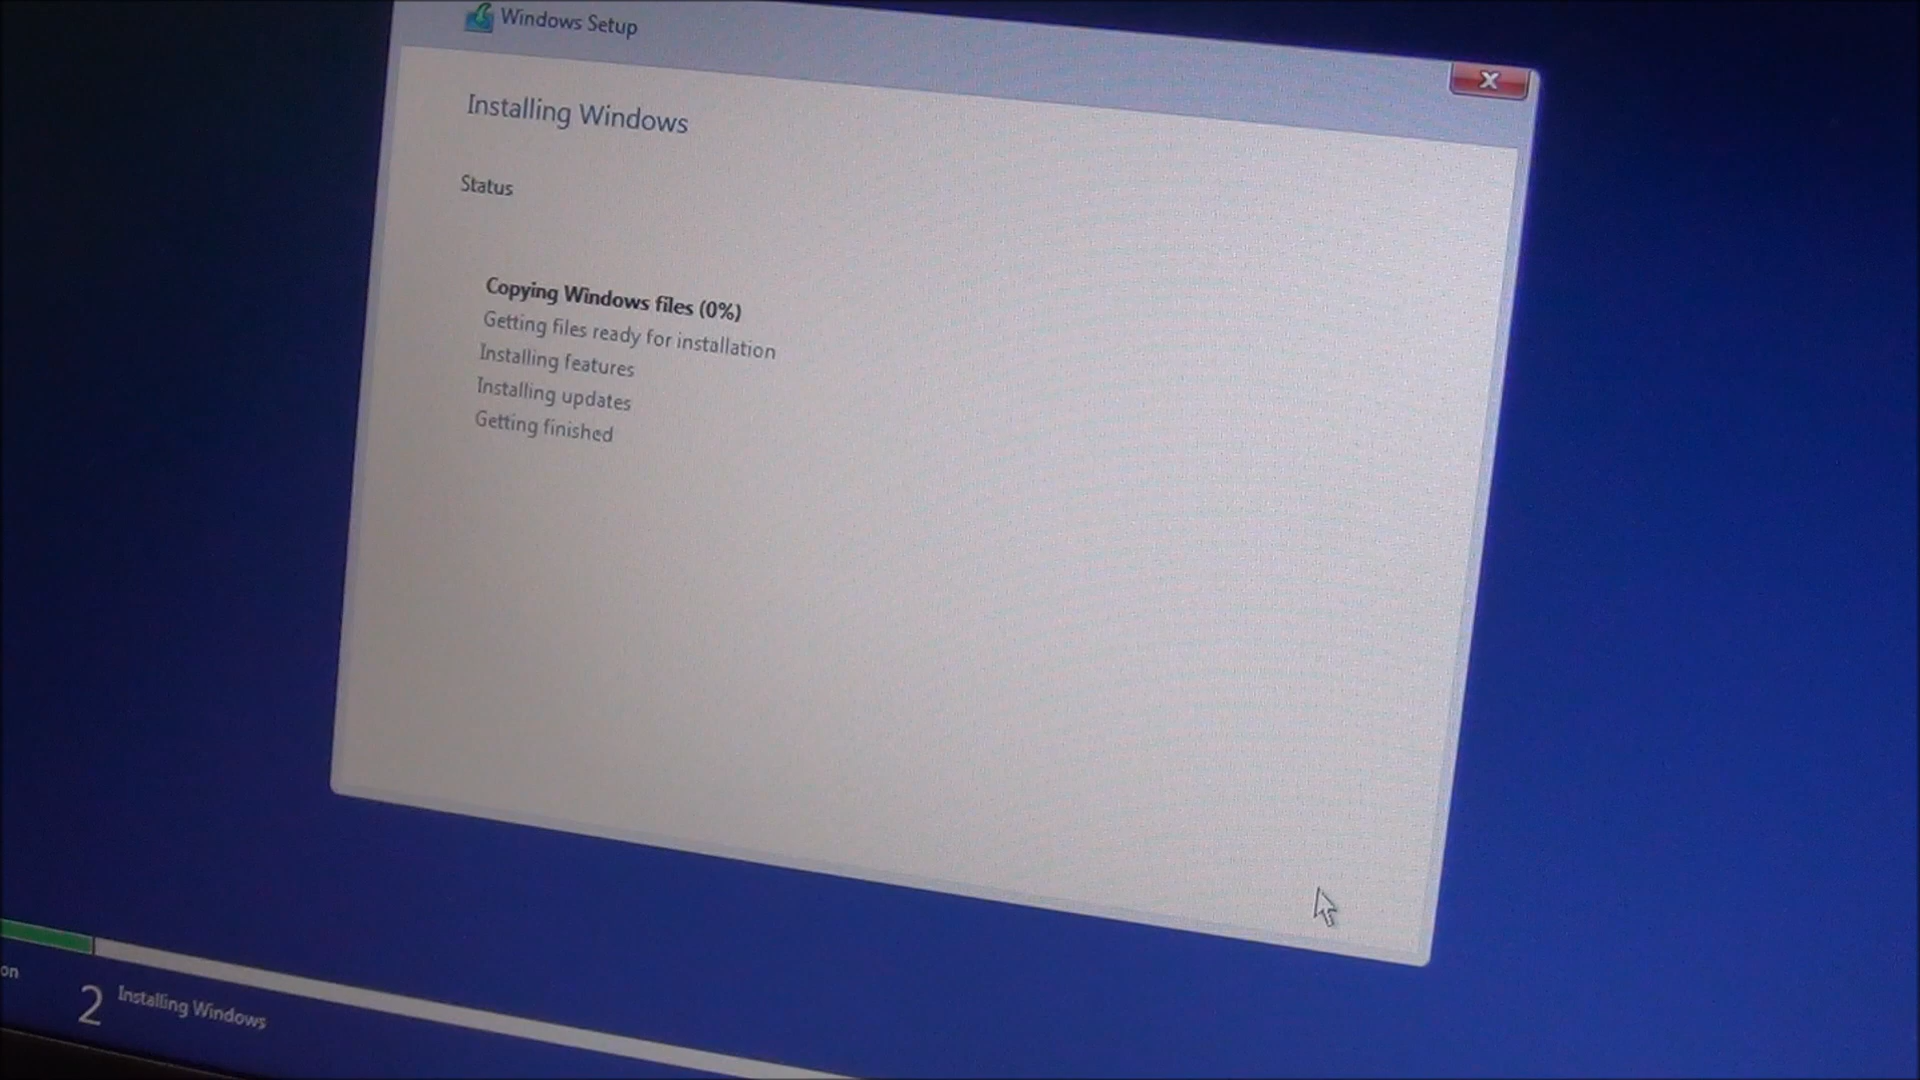 Windows Setup
Installing Windows
Status
Copying Windows files (0%)
Getting files ready for installation
Installing features
Installing updates
Getting finished
on
2 Installing Windows